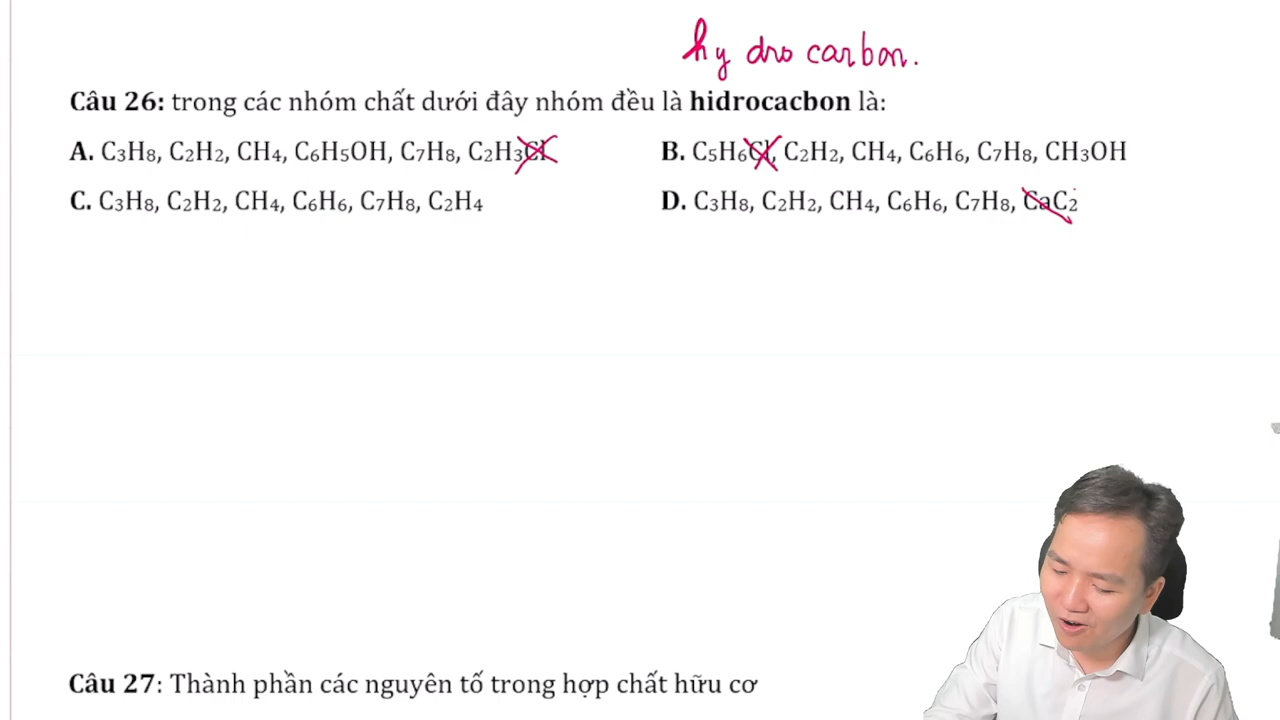 hy dro carbon.
Câu 26: trong các nhóm chất dưới đây nhóm đều là hidrocacbon là:
A. C₃H₈, C₂H₂, CH₄, C₆H₅OH, C₇H₈, C₂H₃Cl
B. C₅H₆Cl, C₂H₂, CH₄, C₆H₆, C₇H₈, CH₃OH
C. C₃H₈, C₂H₂, CH₄, C₆H₆, C₇H₈, C₂H₄
D. C₃H₈, C₂H₂, CH₄, C₆H₆, C₇H₈, CaC₂
Câu 27: Thành phần các nguyên tố trong hợp chất hữu cơ